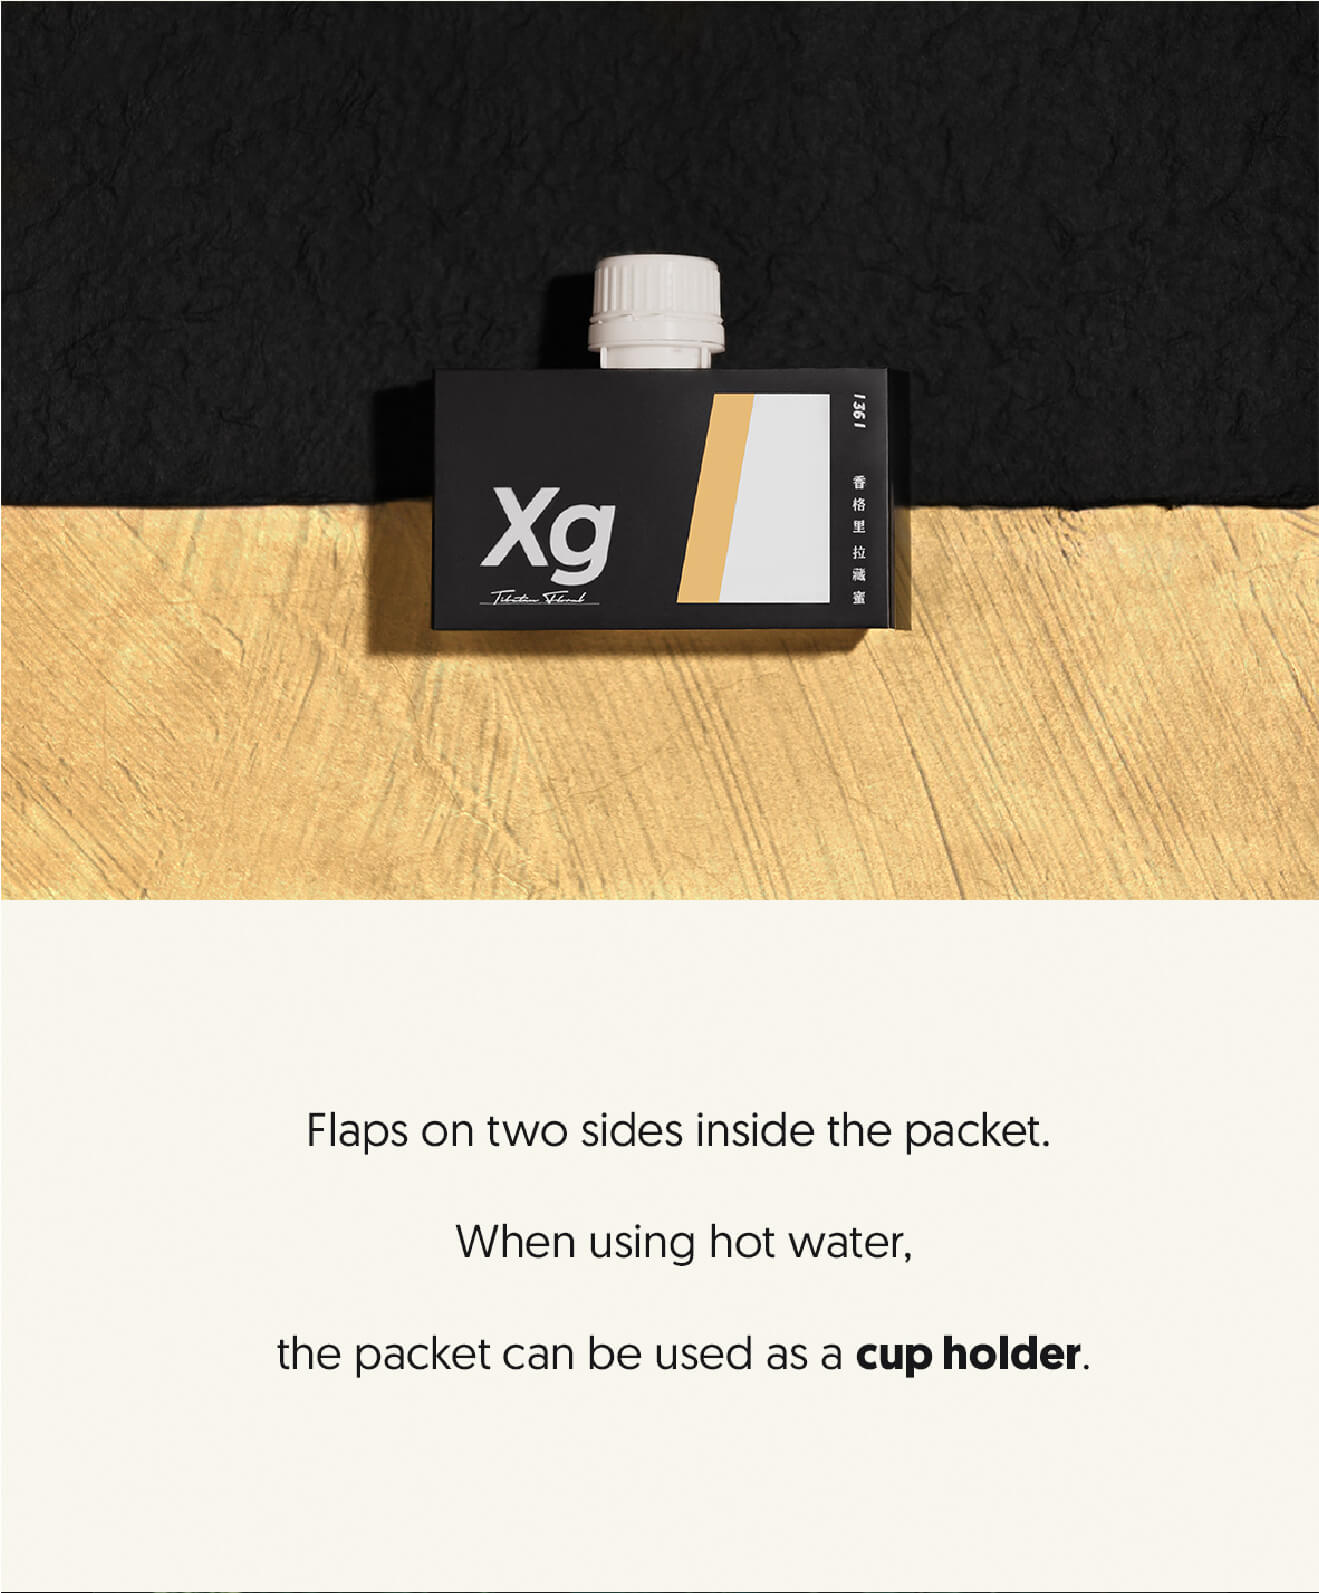 Xg
Tibetan Floral
1361
香格里拉藏蜜
Flaps on two sides inside the packet.
When using hot water,
the packet can be used as a cup holder.